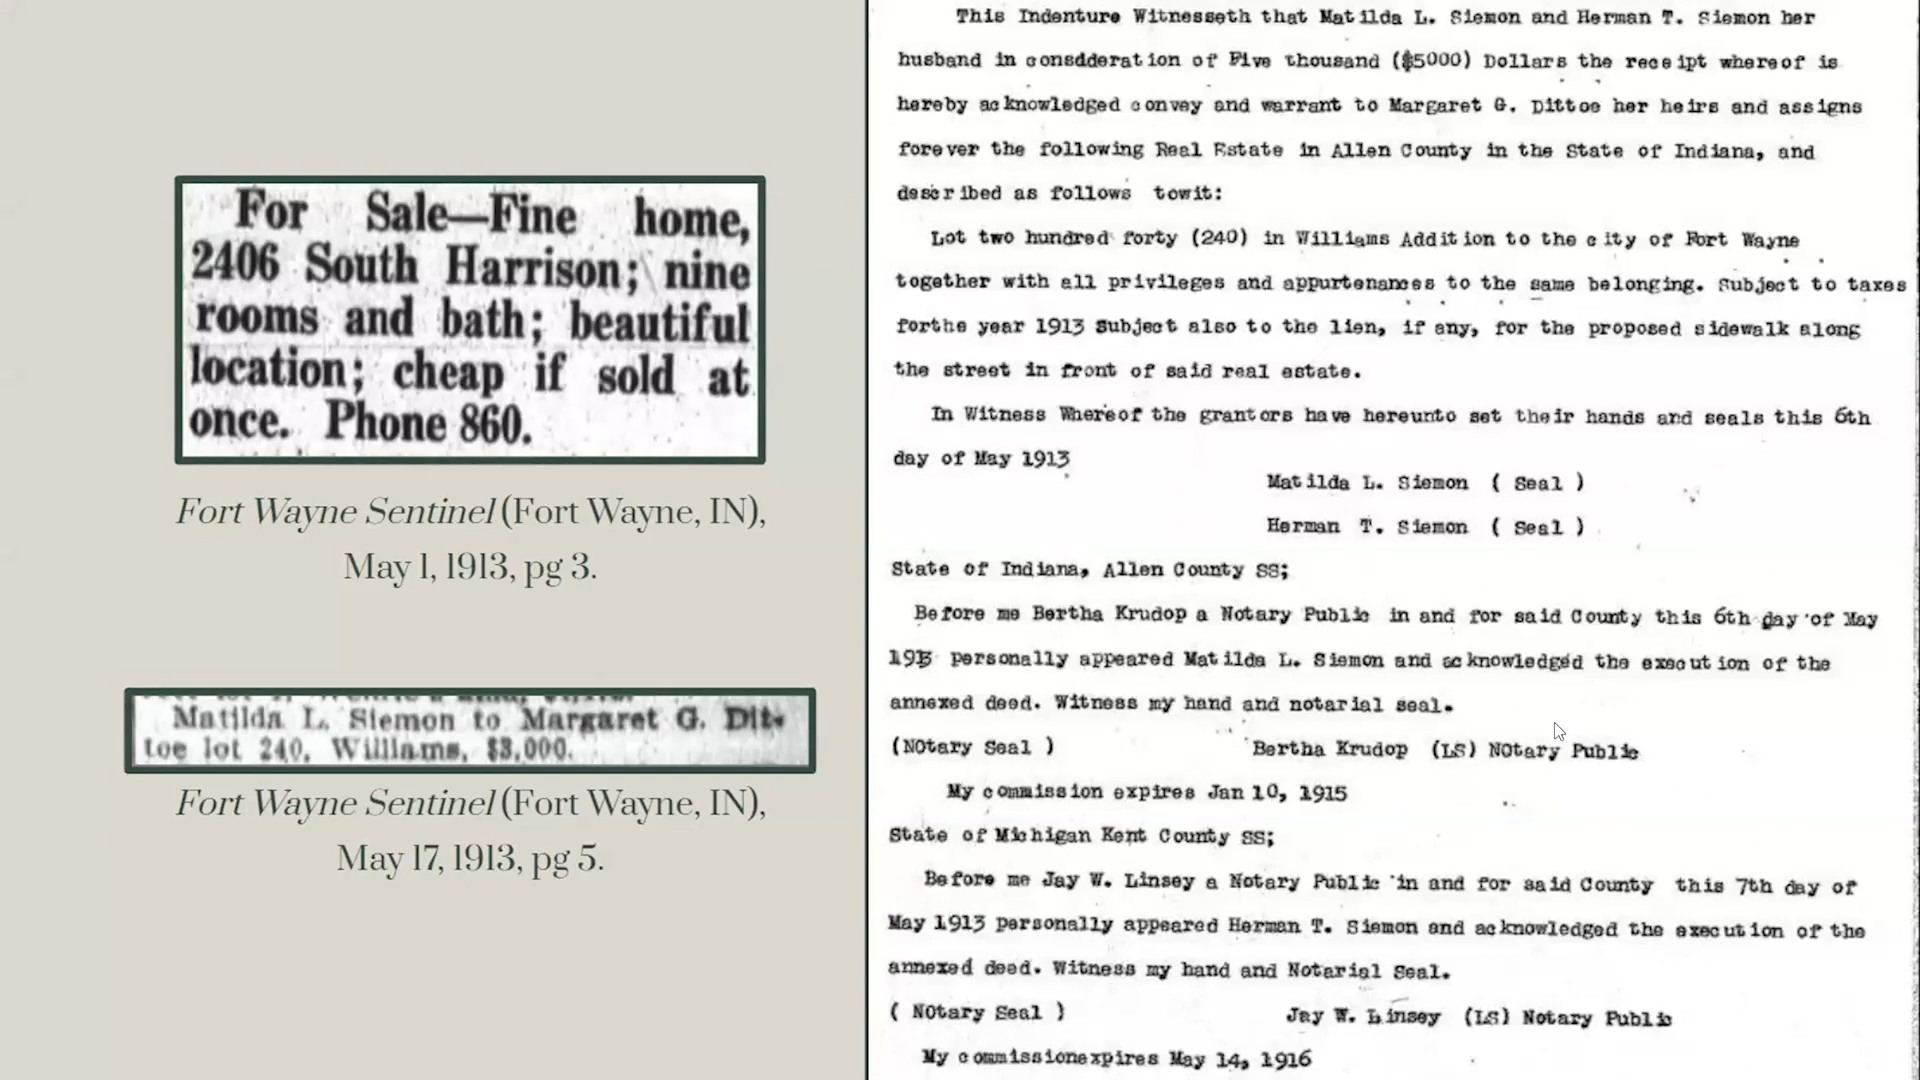 For Sale—Fine home,
2406 South Harrison; nine
rooms and bath; beautiful
location; cheap if sold at
once. Phone 860.
Fort Wayne Sentinel (Fort Wayne, IN),
May 1, 1913, pg 3.
Matilda L. Siemon to Margaret G. Dit-
toe lot 240, Williams, $3,000.
Fort Wayne Sentinel (Fort Wayne, IN),
May 17, 1913, pg 5.
This Indenture Witnesseth that Matilda L. Siemon and Herman T. Siemon her
husband in consdderation of Five thousand ($5000) Dollars the receipt whereof is
hereby acknowledged convey and warrant to Margaret G. Dittoe her heirs and assigns
forever the following Real Estate in Allen County in the State of Indiana, and
described as follows towit:
Lot two hundred forty (240) in Williams Addition to the city of Fort Wayne
together with all privileges and appurtenances to the same belonging. Subject to taxes
forthe year 1913 Subject also to the lien, if any, for the proposed sidewalk along
the street in front of said real estate.
In Witness Whereof the grantors have hereunto set their hands and seals this 6th
day of May 1913
Matilda L. Siemon ( Seal )
Herman T. Siemon ( Seal )
State of Indiana, Allen County SS;
Before me Bertha Krudop a Notary Public in and for said County this 6th day of May
1913 personally appeared Matilda L. Siemon and acknowledged the execution of the
annexed deed. Witness my hand and notarial seal.
(NOtary Seal ) Bertha Krudop (LS) NOtary Public
My commission expires Jan 10, 1915
State of Michigan Kent County SS;
Before me Jay W. Linsey a Notary Public in and for said County this 7th day of
May 1913 personally appeared Herman T. Siemon and acknowledged the execution of the
annexed deed. Witness my hand and Notarial Seal.
( NOtary Seal ) Jay W. Linsey (LS) Notary Public
My commissionexpires May 14, 1916